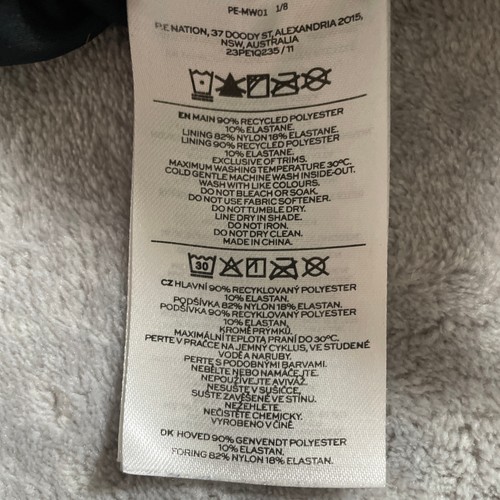 PE-MW01 1/8
P.E NATION, 37 DOODY ST, ALEXANDRIA 2015,
NSW, AUSTRALIA
23PE1Q235 / 11
EN MAIN 90% RECYCLED POLYESTER
10% ELASTANE.
LINING 82% NYLON 18% ELASTANE.
LINING 90% RECYCLED POLYESTER
10% ELASTANE.
EXCLUSIVE OF TRIMS.
MAXIMUM WASHING TEMPERATURE 30ºC.
COLD GENTLE MACHINE WASH INSIDE-OUT.
WASH WITH LIKE COLOURS.
DO NOT BLEACH OR SOAK.
DO NOT USE FABRIC SOFTENER.
DO NOT TUMBLE DRY.
LINE DRY IN SHADE.
DO NOT IRON.
DO NOT DRY CLEAN.
MADE IN CHINA.
30
CZ HLAVNÍ 90% RECYKLOVANÝ POLYESTER
10% ELASTAN.
PODŠÍVKA 82% NYLON 18% ELASTAN.
PODŠÍVKA 90% RECYKLOVANÝ POLYESTER
10% ELASTAN.
KROMĚ PRÝMKŮ.
MAXIMÁLNÍ TEPLOTA PRANÍ DO 30ºC.
PERTE V PRAČCE NA JEMNÝ CYKLUS, VE STUDENÉ
VODĚ A NARUBY.
PERTE S PODOBNÝMI BARVAMI.
NEBĚLTE NEBO NAMÁČEJTE.
NEPOUŽÍVEJTE AVIVÁŽ.
NESUŠTE V SUŠIČCE.
SUŠTE ZAVĚŠENÉ VE STÍNU.
NEŽEHLETE.
NEČISTĚTE CHEMICKY.
VYROBENO V ČÍNĚ.
DK HOVED 90% GENVENDT POLYESTER
10% ELASTAN.
FORING 82% NYLON 18% ELASTAN.